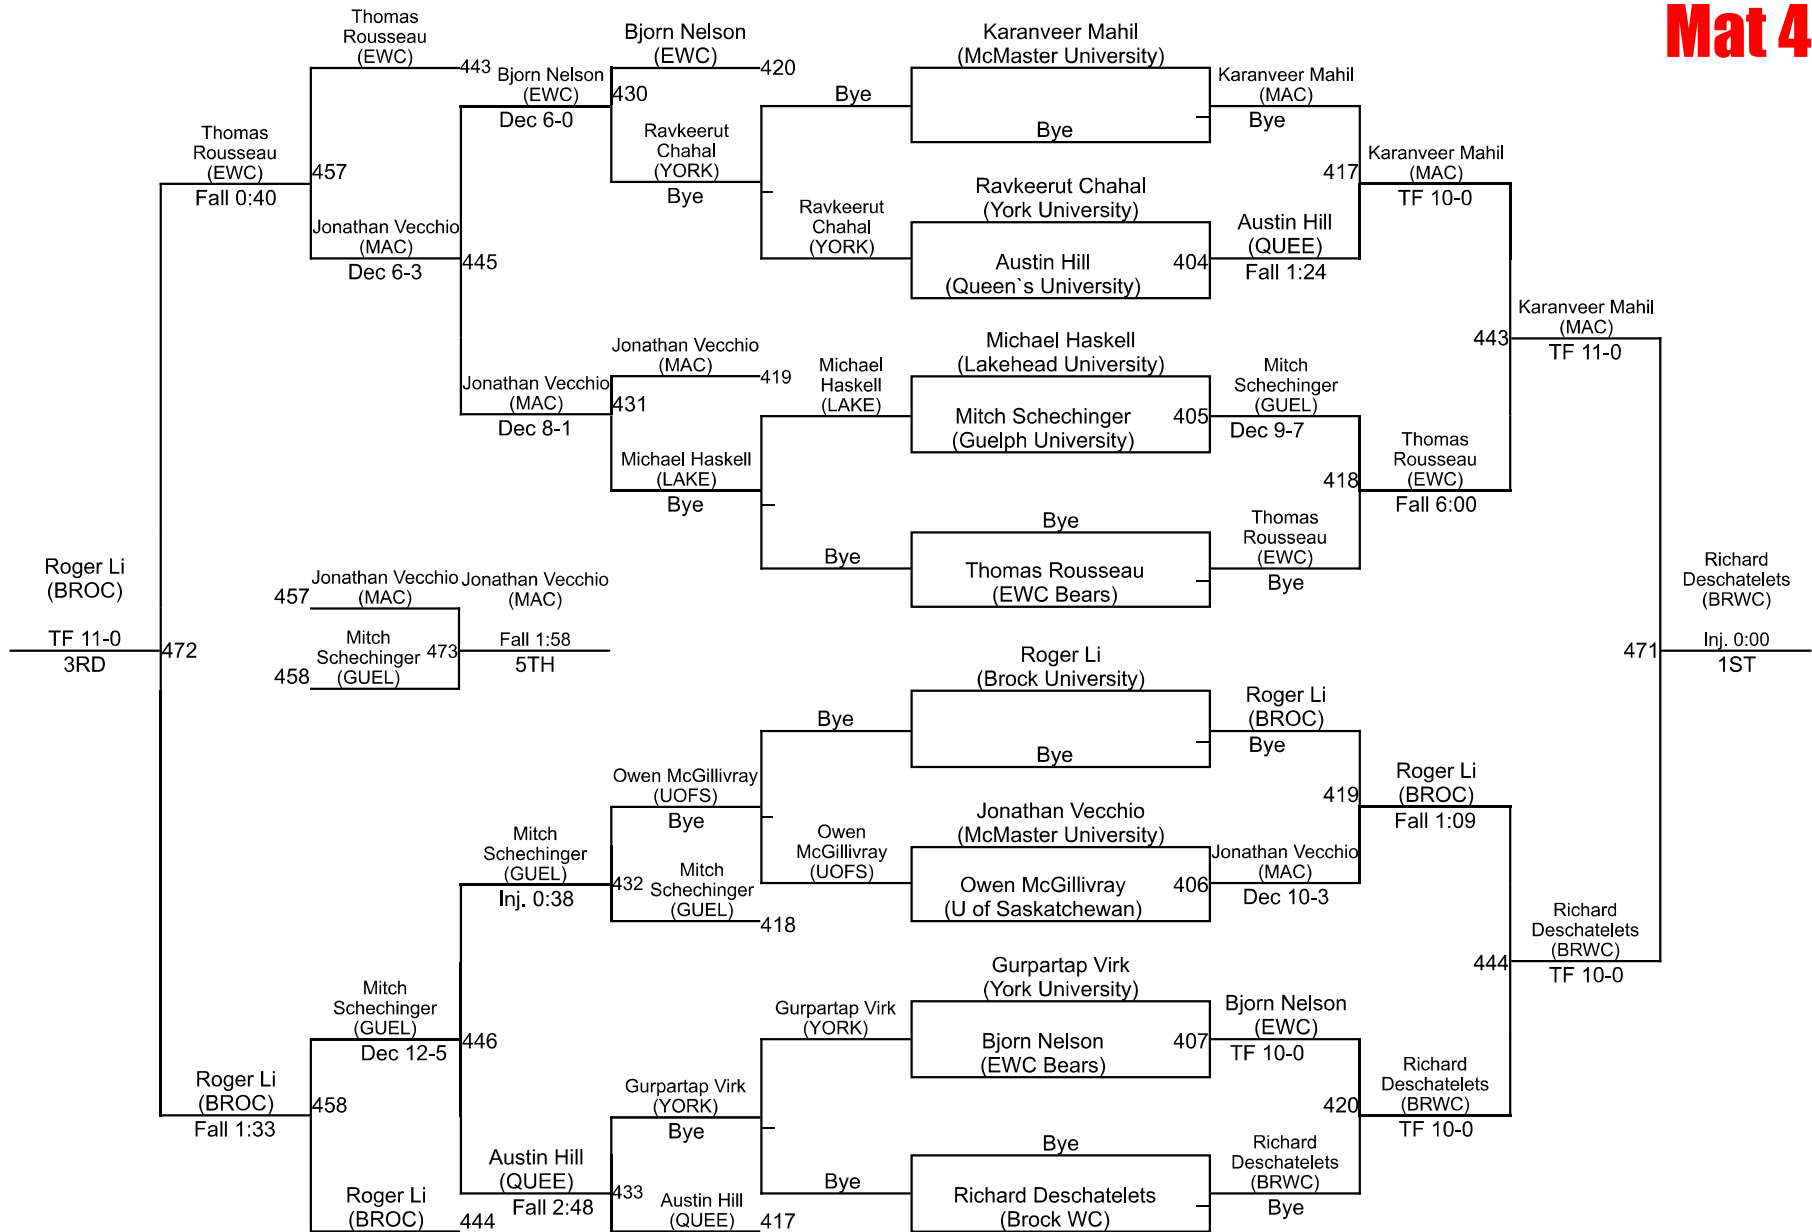 Mat 4
Thomas
Rousseau
(EWC)
443
Bjorn Nelson
(EWC)
Dec 6-0
Bjorn Nelson
(EWC)
420
430
Ravkeerut
Chahal
(YORK)
Bye
Bye
Ravkeerut
Chahal
(YORK)
Karanveer Mahil
(McMaster University)
Bye
Karanveer Mahil
(MAC)
Bye
Ravkeerut Chahal
(York University)
Austin Hill
(Queen`s University)
404
Austin Hill
(QUEE)
Fall 1:24
417
Karanveer Mahil
(MAC)
TF 10-0
Thomas
Rousseau
(EWC)
Fall 0:40
457
Jonathan Vecchio
(MAC)
Dec 6-3
445
Jonathan Vecchio
(MAC)
Dec 8-1
Jonathan Vecchio
(MAC)
419
431
Michael Haskell
(LAKE)
Bye
Michael
Haskell
(LAKE)
Bye
Michael Haskell
(Lakehead University)
Mitch Schechinger
(Guelph University)
405
Mitch
Schechinger
(GUEL)
Dec 9-7
Bye
Thomas Rousseau
(EWC Bears)
Thomas
Rousseau
(EWC)
Bye
418
Thomas
Rousseau
(EWC)
Fall 6:00
443
Karanveer Mahil
(MAC)
TF 11-0
Roger Li
(BROC)
TF 11-0
3RD
472
457
Jonathan Vecchio
(MAC)
Mitch
Schechinger
(GUEL)
458
473
Jonathan Vecchio
(MAC)
Fall 1:58
5TH
471
Richard
Deschatelets
(BRWC)
Inj. 0:00
1ST
Roger Li
(Brock University)
Bye
Bye
Roger Li
(BROC)
Bye
Owen McGillivray
(UOFS)
Bye
Owen
McGillivray
(UOFS)
Jonathan Vecchio
(McMaster University)
Owen McGillivray
(U of Saskatchewan)
406
Jonathan Vecchio
(MAC)
Dec 10-3
419
Roger Li
(BROC)
Fall 1:09
Mitch
Schechinger
(GUEL)
Inj. 0:38
432
Mitch
Schechinger
(GUEL)
418
Mitch
Schechinger
(GUEL)
Dec 12-5
446
Gurpartap Virk
(YORK)
Bye
Gurpartap Virk
(YORK)
Gurpartap Virk
(York University)
Bjorn Nelson
(EWC Bears)
407
Bjorn Nelson
(EWC)
TF 10-0
444
Richard
Deschatelets
(BRWC)
TF 10-0
Roger Li
(BROC)
Fall 1:33
458
Roger Li
(BROC)
444
Austin Hill
(QUEE)
Fall 2:48
433
Austin Hill
(QUEE)
417
Bye
Bye
Richard Deschatelets
(Brock WC)
Richard
Deschatelets
(BRWC)
Bye
420
Richard
Deschatelets
(BRWC)
TF 10-0